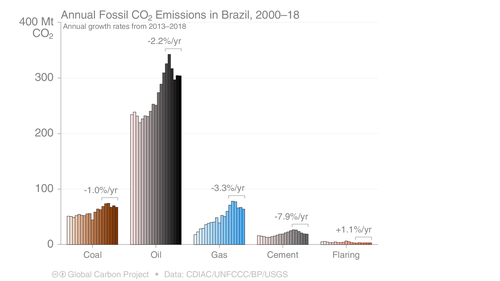 Annual Fossil CO₂ Emissions in Brazil, 2000–18
400 Mt
CO₂
Annual growth rates from 2013–2018
-2.2%/yr
300
200
100
-1.0%/yr
-3.3%/yr
-7.9%/yr
+1.1%/yr
0
Coal
Oil
Gas
Cement
Flaring
Global Carbon Project • Data: CDIAC/UNFCCC/BP/USGS